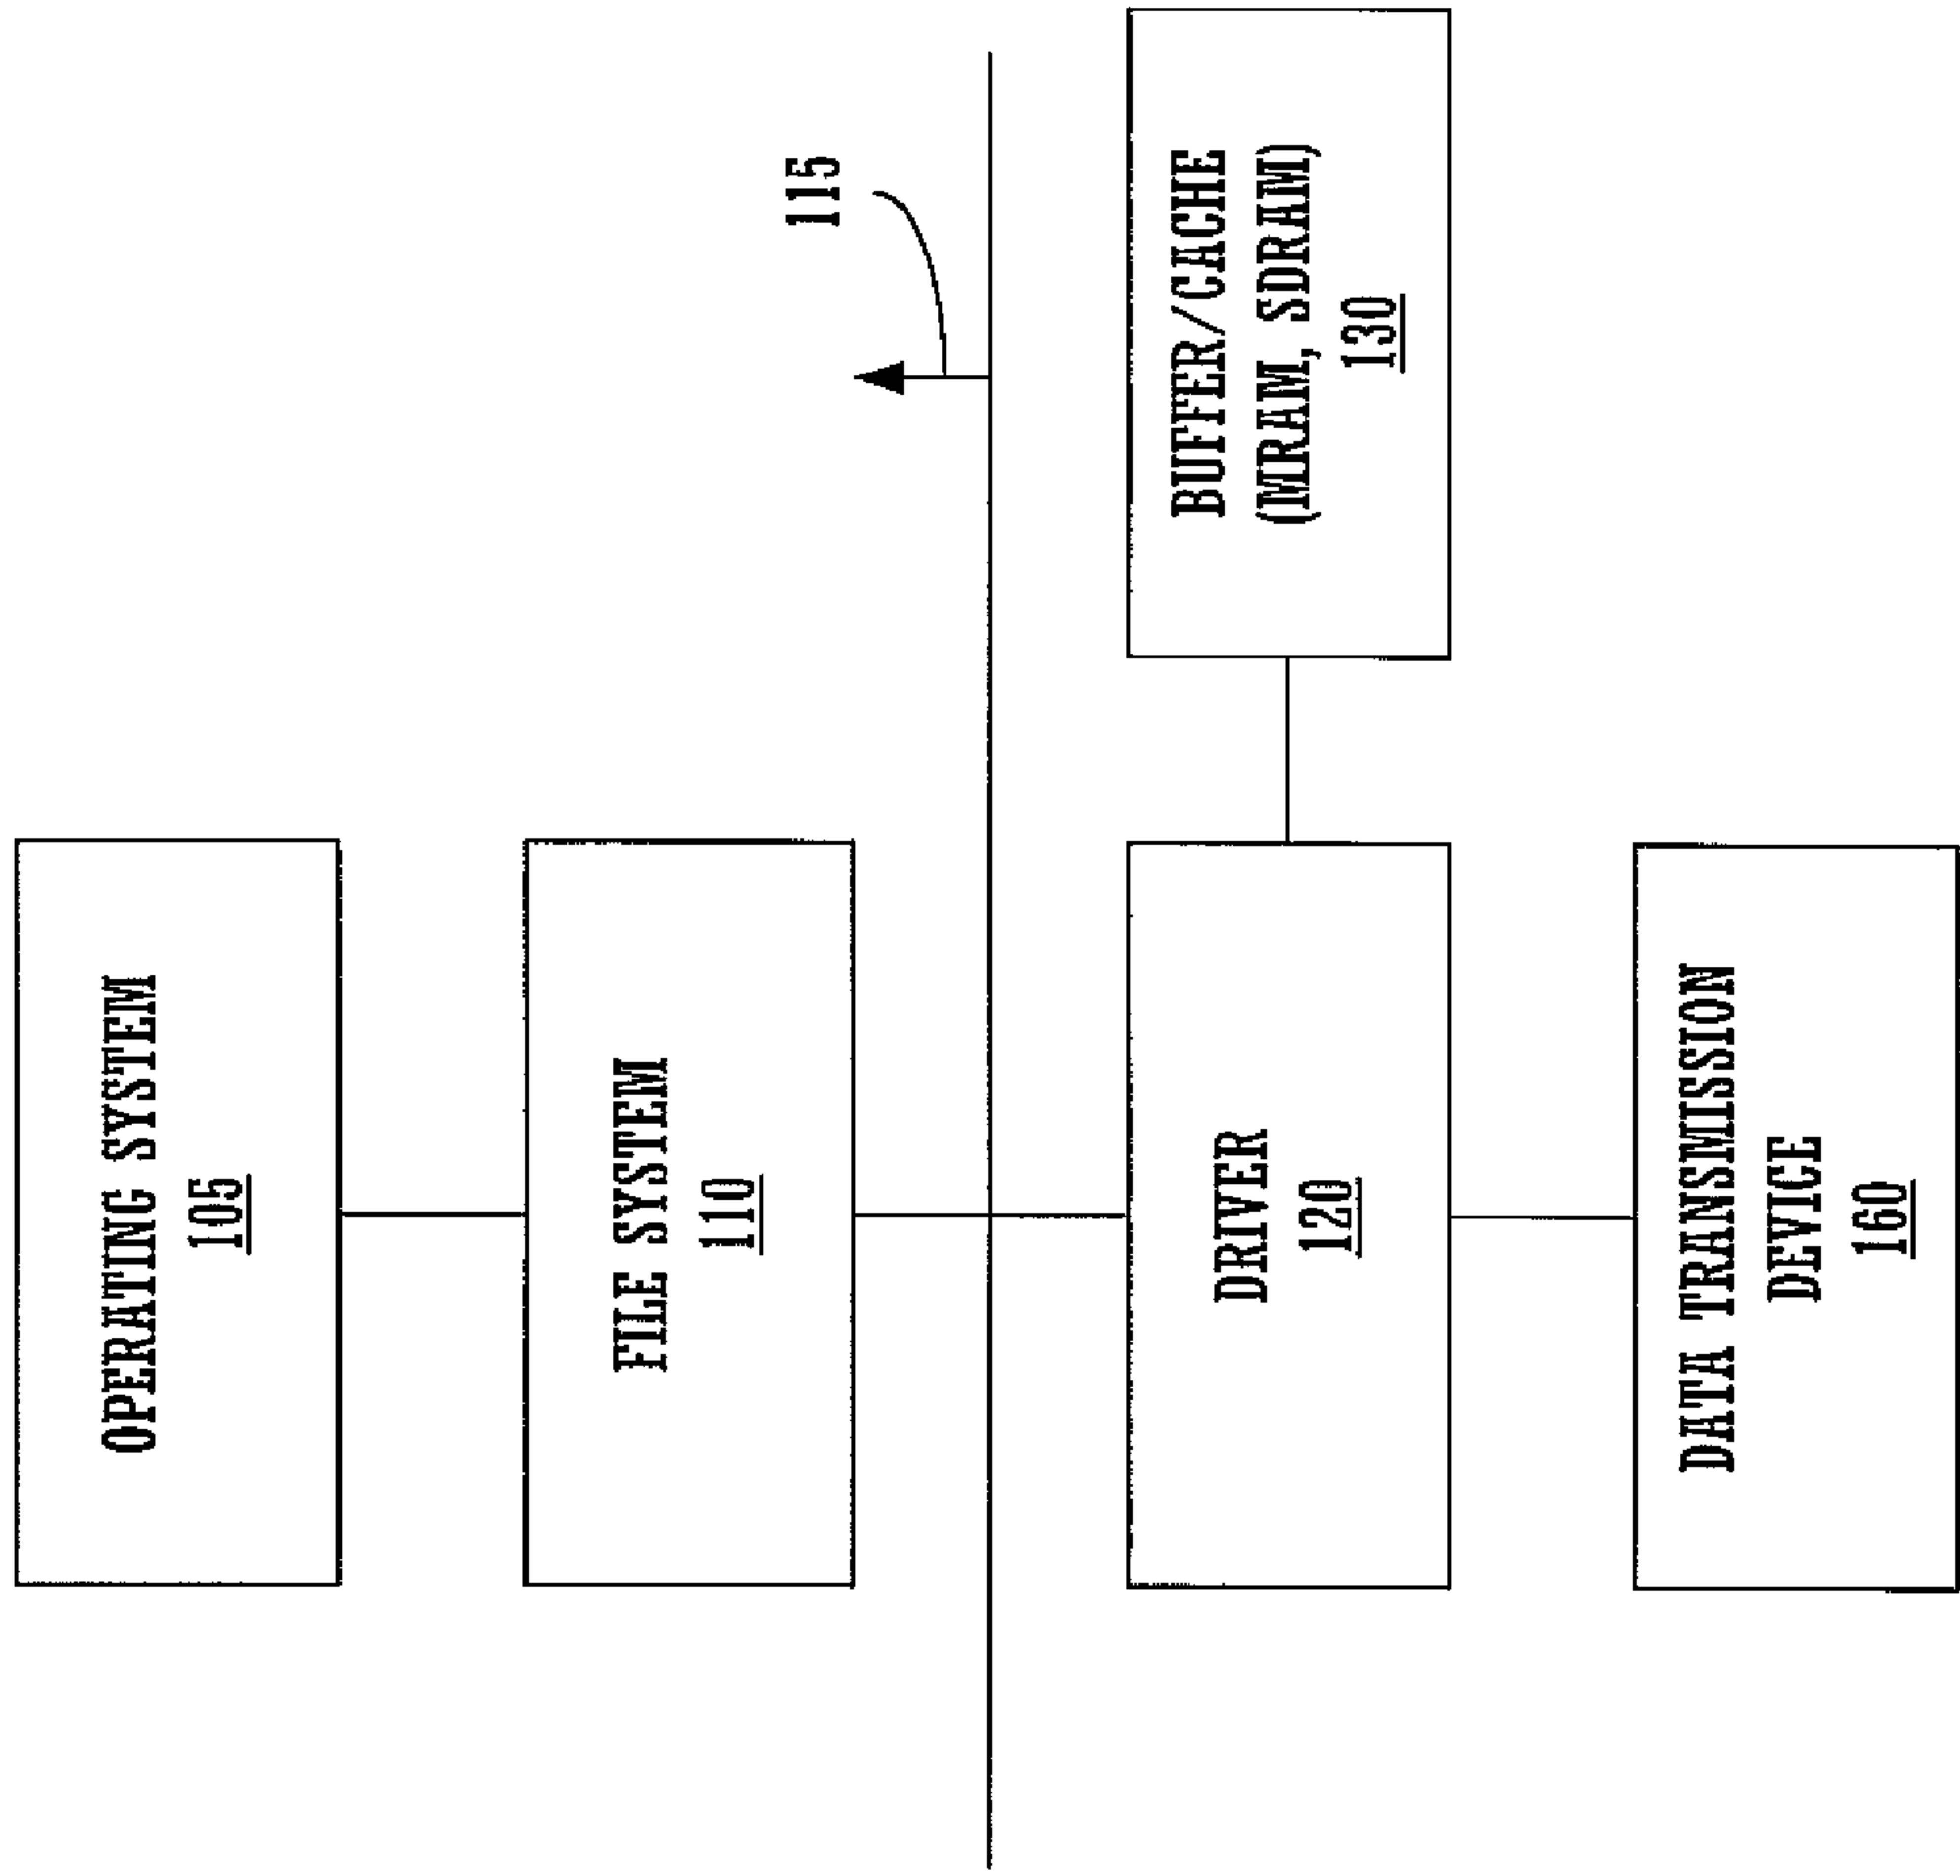 OPERATING SYSTEM
105
FILE SYSTEM
110
115
DRIVER
120
BUFFER/CACHE
(MRAM, SDRAM)
130
DATA TRANSMISSION
DEVICE
160